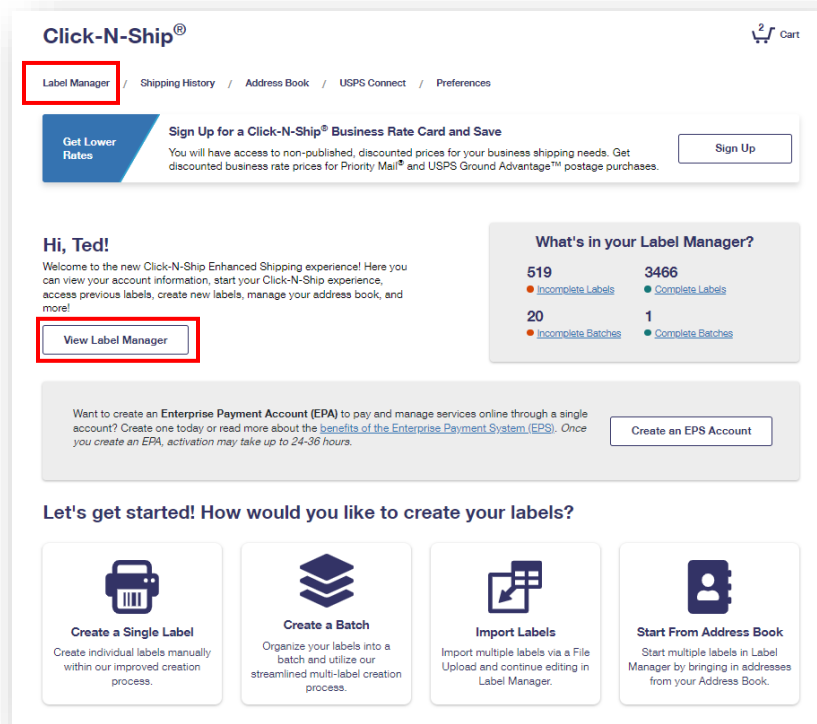 Click-N-Ship®
2
Cart
Label Manager / Shipping History / Address Book / USPS Connect / Preferences
Get Lower
Rates
Sign Up for a Click-N-Ship® Business Rate Card and Save
You will have access to non-published, discounted prices for your business shipping needs. Get
discounted business rate prices for Priority Mail® and USPS Ground Advantage™ postage purchases.
Sign Up
Hi, Ted!
Welcome to the new Click-N-Ship Enhanced Shipping experience! Here you
can view your account information, start your Click-N-Ship experience,
access previous labels, create new labels, manage your address book, and
more!
View Label Manager
What's in your Label Manager?
519
Incomplete Labels
3466
Complete Labels
20
Incomplete Batches
1
Complete Batches
Want to create an Enterprise Payment Account (EPA) to pay and manage services online through a single
account? Create one today or read more about the benefits of the Enterprise Payment System (EPS). Once
you create an EPA, activation may take up to 24-36 hours.
Create an EPS Account
Let's get started! How would you like to create your labels?
Create a Single Label
Create individual labels manually
within our improved creation
process.
Create a Batch
Organize your labels into a
batch and utilize our
streamlined multi-label creation
process.
Import Labels
Import multiple labels via a File
Upload and continue editing in
Label Manager.
Start From Address Book
Start multiple labels in Label
Manager by bringing in addresses
from your Address Book.